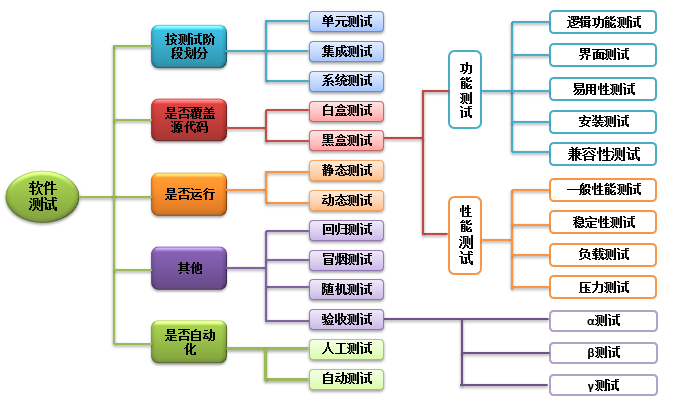 软件
测试
按测试阶
段划分
单元测试
集成测试
系统测试
是否覆盖
源代码
白盒测试
黑盒测试
功
能
测
试
逻辑功能测试
界面测试
易用性测试
安装测试
兼容性测试
性
能
测
试
一般性能测试
稳定性测试
负载测试
压力测试
是否运行
静态测试
动态测试
其他
回归测试
冒烟测试
随机测试
验收测试
α测试
β测试
γ测试
是否自动
化
人工测试
自动测试